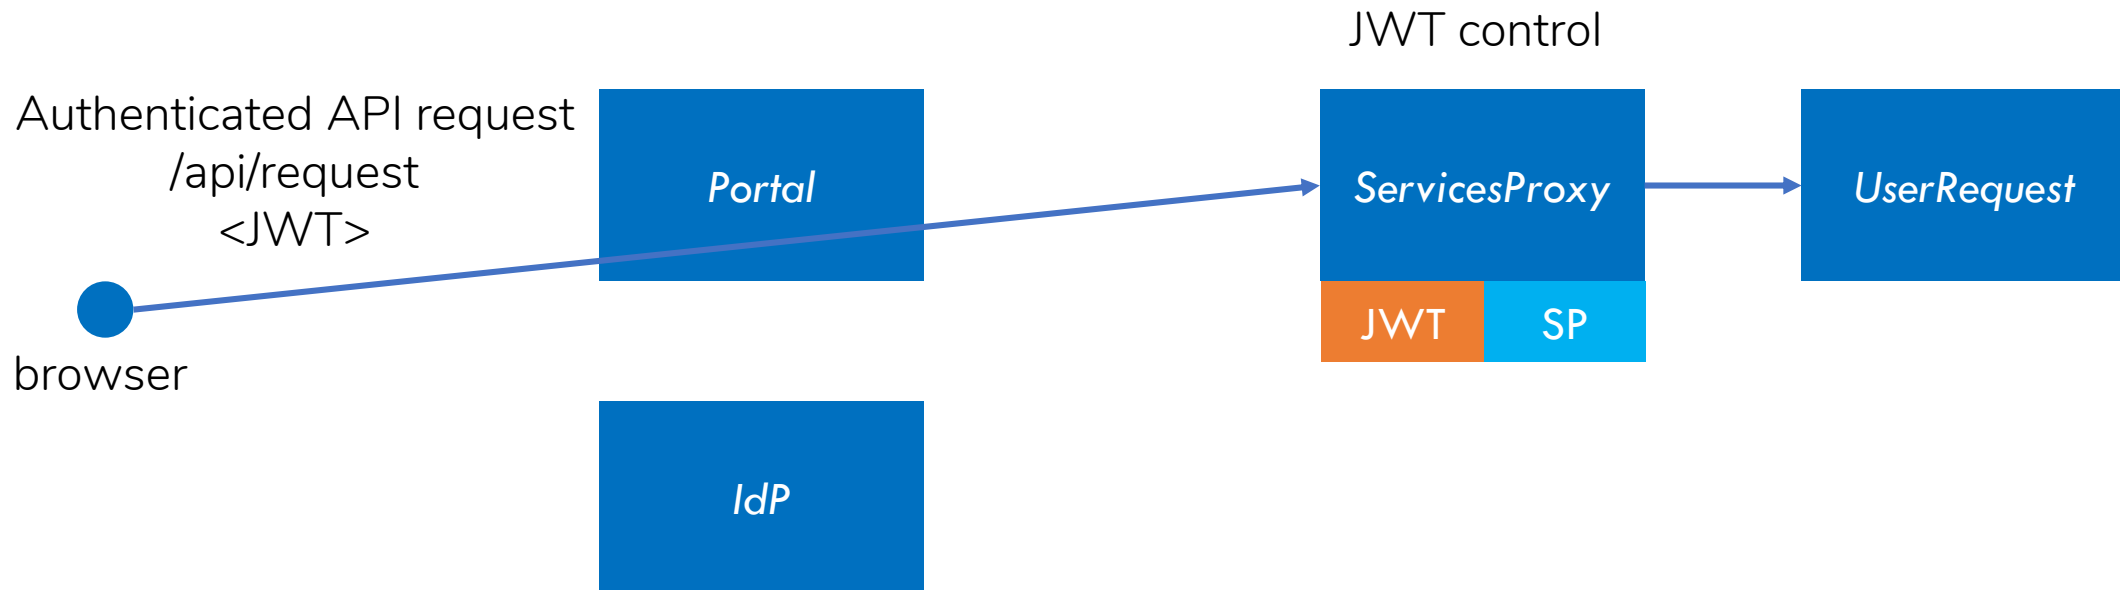 JWT control
Authenticated API request
/api/request
<JWT>
Portal
ServicesProxy
UserRequest
JWT
SP
browser
IdP